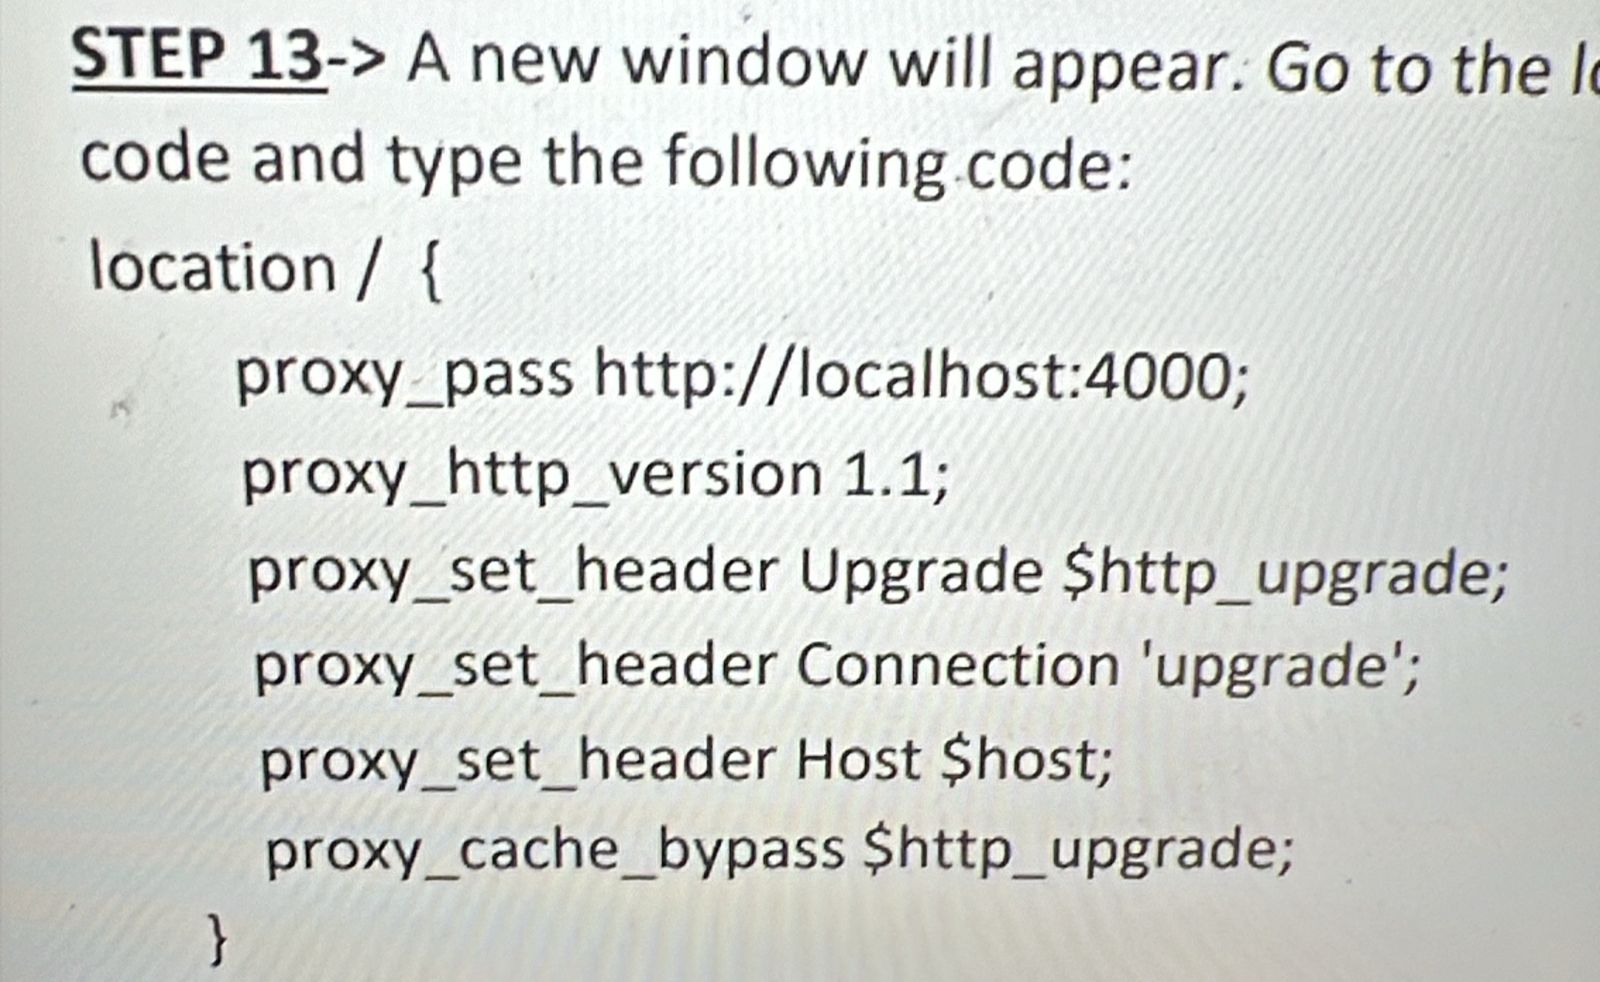 STEP 13-> A new window will appear. Go to the
code and type the following code:
location / {
proxy_pass http://localhost:4000;
proxy_http_version 1.1;
proxy_set_header Upgrade $http_upgrade;
proxy_set_header Connection 'upgrade';
proxy_set_header Host $host;
proxy_cache_bypass $http_upgrade;
}